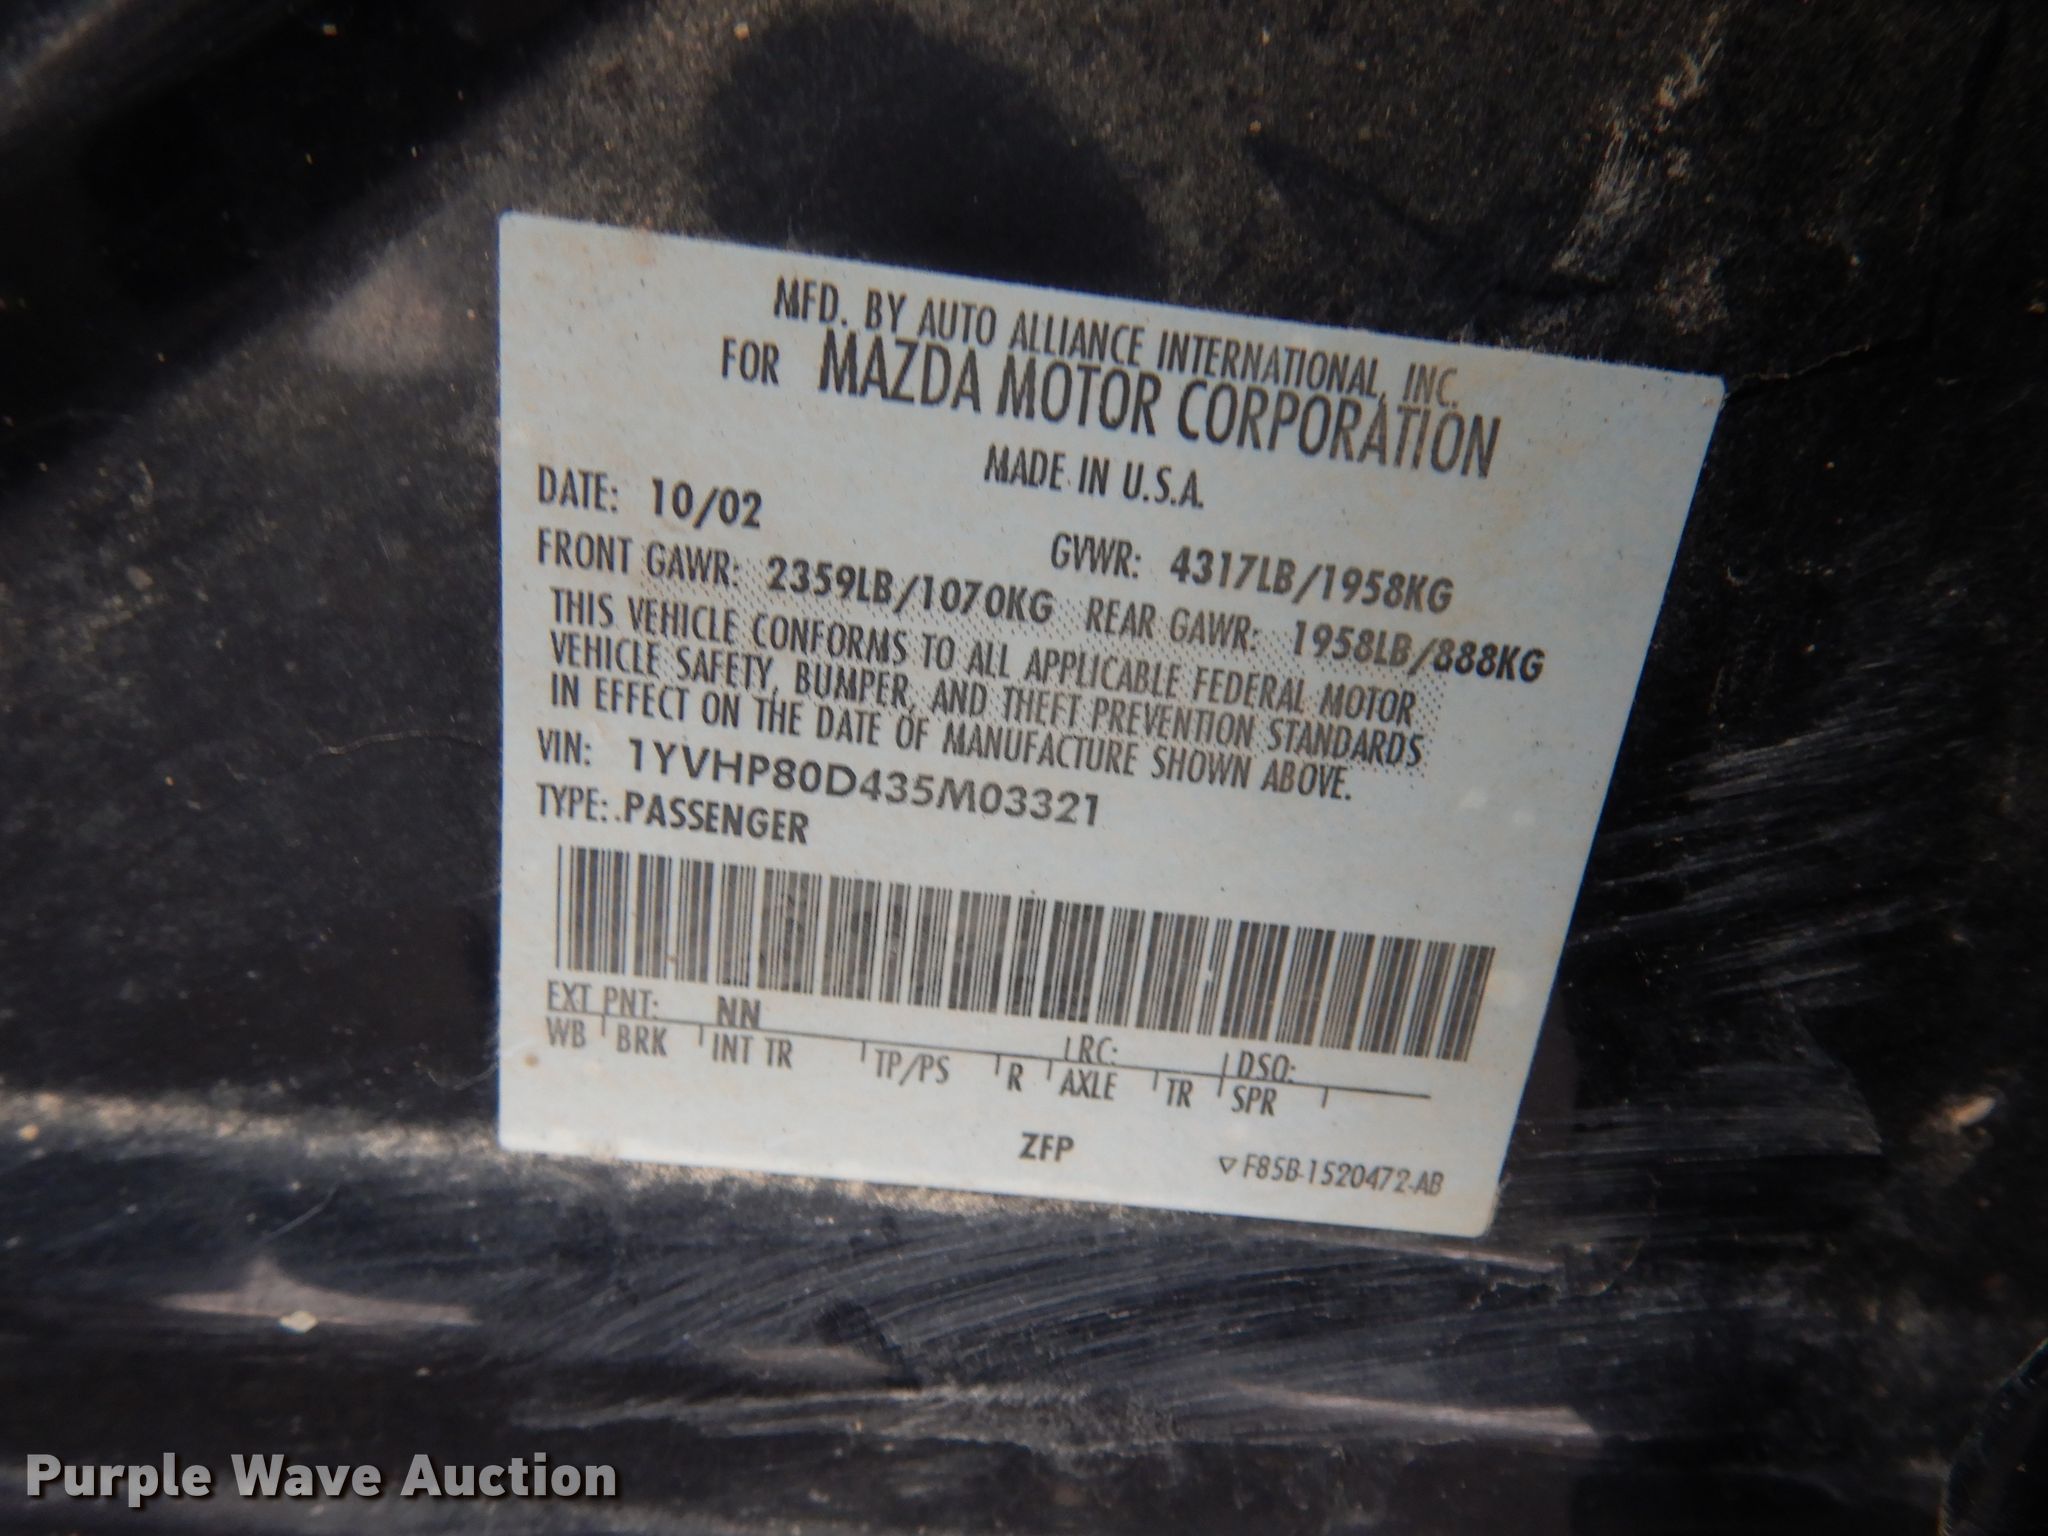 MFD. BY AUTO ALLIANCE INTERNATIONAL, INC.
FOR MAZDA MOTOR CORPORATION
MADE IN U.S.A.
DATE: 10/02 GVWR: 4317LB/1958KG
FRONT GAWR: 2359LB/1070KG REAR GAWR: 1958LB/888KG
THIS VEHICLE CONFORMS TO ALL APPLICABLE FEDERAL MOTOR
VEHICLE SAFETY, BUMPER, AND THEFT PREVENTION STANDARDS
IN EFFECT ON THE DATE OF MANUFACTURE SHOWN ABOVE.
VIN: 1YVHP80D435M03321
TYPE: PASSENGER
EXT PNT: NN RC: DSO:
WB BRK INT TR TP/PS R AXLE TR SPR
ZFP
▽ F85B-1520472-AB
Purple Wave Auction